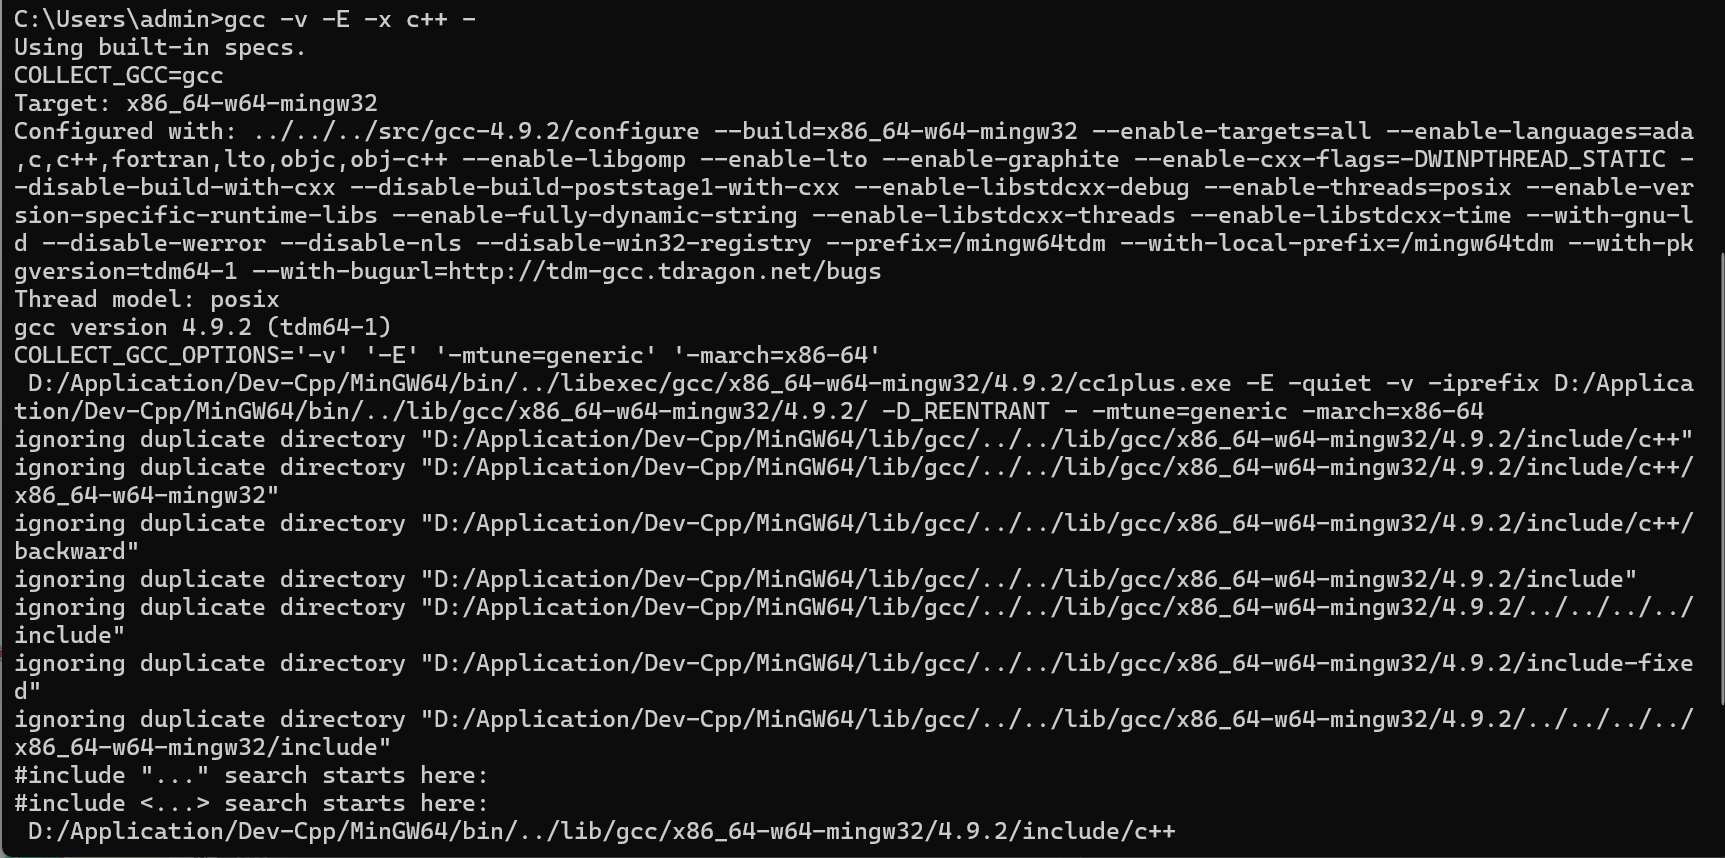 C:\Users\admin>gcc -v -E -x c++ -
Using built-in specs.
COLLECT_GCC=gcc
Target: x86_64-w64-mingw32
Configured with: ../../../src/gcc-4.9.2/configure --build=x86_64-w64-mingw32 --enable-targets=all --enable-languages=ada
,c,c++,fortran,lto,objc,obj-c++ --enable-libgomp --enable-lto --enable-graphite --enable-cxx-flags=-DWINPTHREAD_STATIC -
-disable-build-with-cxx --disable-build-poststage1-with-cxx --enable-libstdcxx-debug --enable-threads=posix --enable-ver
sion-specific-runtime-libs --enable-fully-dynamic-string --enable-libstdcxx-threads --enable-libstdcxx-time --with-gnu-l
d --disable-werror --disable-nls --disable-win32-registry --prefix=/mingw64tdm --with-local-prefix=/mingw64tdm --with-pk
gversion=tdm64-1 --with-bugurl=http://tdm-gcc.tdragon.net/bugs
Thread model: posix
gcc version 4.9.2 (tdm64-1)
COLLECT_GCC_OPTIONS='-v' '-E' '-mtune=generic' '-march=x86-64'
 D:/Application/Dev-Cpp/MinGW64/bin/../libexec/gcc/x86_64-w64-mingw32/4.9.2/cc1plus.exe -E -quiet -v -iprefix D:/Applica
tion/Dev-Cpp/MinGW64/bin/../lib/gcc/x86_64-w64-mingw32/4.9.2/ -D_REENTRANT - -mtune=generic -march=x86-64
ignoring duplicate directory "D:/Application/Dev-Cpp/MinGW64/lib/gcc/../../lib/gcc/x86_64-w64-mingw32/4.9.2/include/c++"
ignoring duplicate directory "D:/Application/Dev-Cpp/MinGW64/lib/gcc/../../lib/gcc/x86_64-w64-mingw32/4.9.2/include/c++/
x86_64-w64-mingw32"
ignoring duplicate directory "D:/Application/Dev-Cpp/MinGW64/lib/gcc/../../lib/gcc/x86_64-w64-mingw32/4.9.2/include/c++/
backward"
ignoring duplicate directory "D:/Application/Dev-Cpp/MinGW64/lib/gcc/../../lib/gcc/x86_64-w64-mingw32/4.9.2/include"
ignoring duplicate directory "D:/Application/Dev-Cpp/MinGW64/lib/gcc/../../lib/gcc/x86_64-w64-mingw32/4.9.2/../../../../
include"
ignoring duplicate directory "D:/Application/Dev-Cpp/MinGW64/lib/gcc/../../lib/gcc/x86_64-w64-mingw32/4.9.2/include-fixe
d"
ignoring duplicate directory "D:/Application/Dev-Cpp/MinGW64/lib/gcc/../../lib/gcc/x86_64-w64-mingw32/4.9.2/../../../../
x86_64-w64-mingw32/include"
#include "..." search starts here:
#include <...> search starts here:
 D:/Application/Dev-Cpp/MinGW64/bin/../lib/gcc/x86_64-w64-mingw32/4.9.2/include/c++